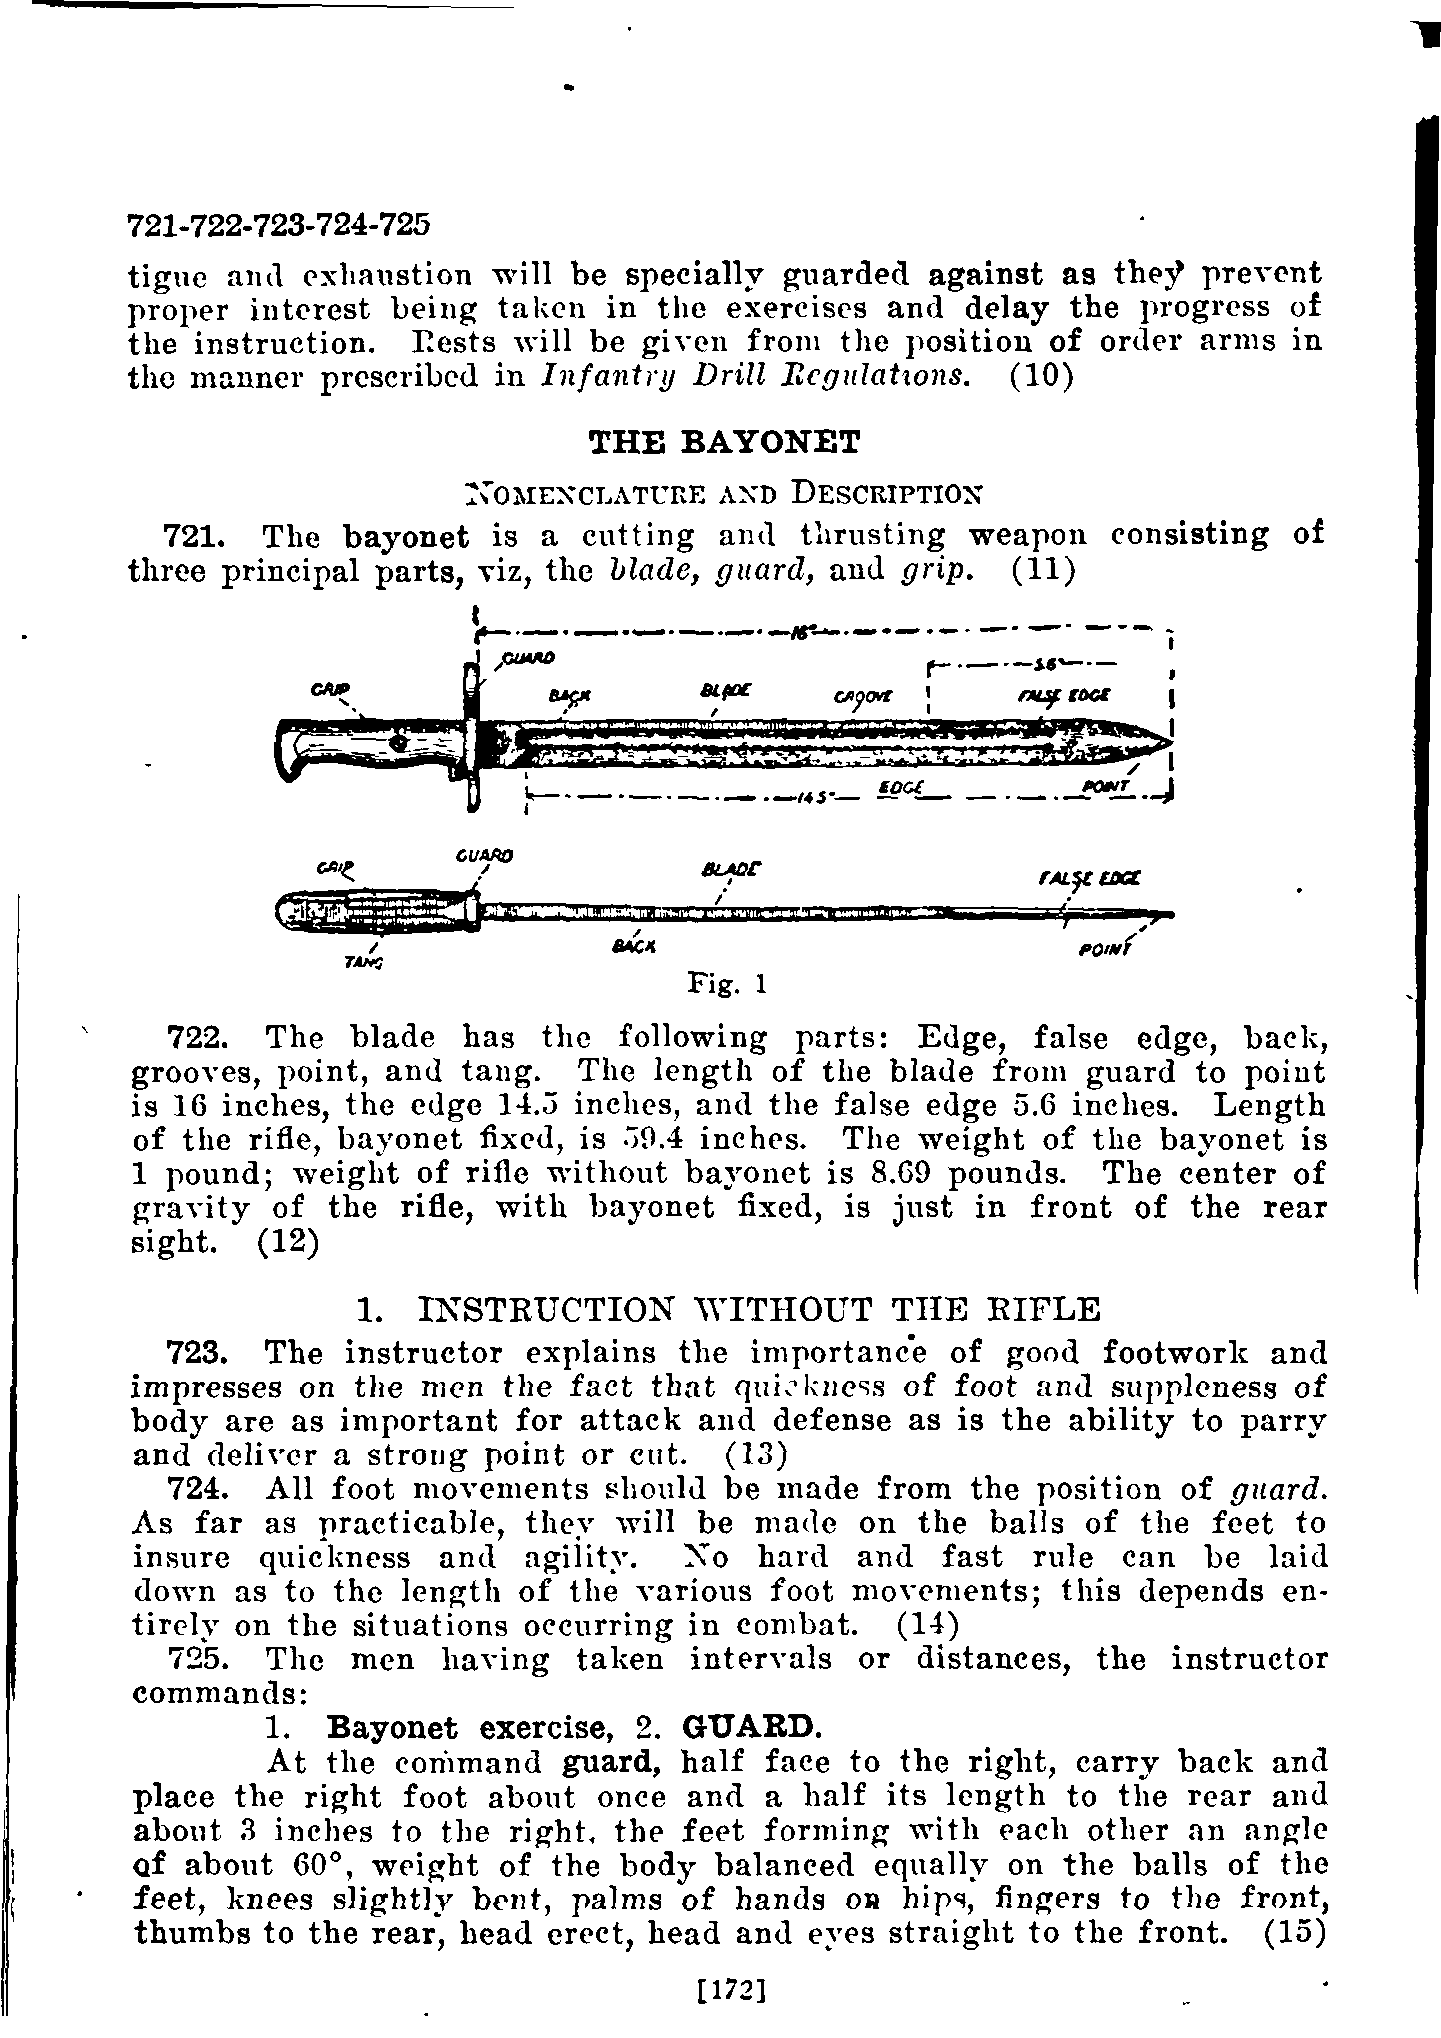 721-722-723-724-725
tigue and exhaustion will be specially guarded against as they prevent
proper interest being taken in the exercises and delay the progress of
the instruction. Rests will be given from the position of order arms in
the manner prescribed in Infantry Drill Regulations. (10)
THE BAYONET
NOMENCLATURE AND DESCRIPTION
721. The bayonet is a cutting and thrusting weapon consisting of
three principal parts, viz, the blade, guard, and grip. (11)
16"
GUARD
5.6"
GRIP
BACK
BLADE
GROOVE
FALSE EDGE
14.5"
EDGE
POINT
GRIP
GUARD
BLADE
FALSE EDGE
TANG
BACK
POINT
Fig. 1
722. The blade has the following parts: Edge, false edge, back,
grooves, point, and tang. The length of the blade from guard to point
is 16 inches, the edge 14.5 inches, and the false edge 5.6 inches. Length
of the rifle, bayonet fixed, is 59.4 inches. The weight of the bayonet is
1 pound; weight of rifle without bayonet is 8.69 pounds. The center of
gravity of the rifle, with bayonet fixed, is just in front of the rear
sight. (12)
1. INSTRUCTION WITHOUT THE RIFLE
723. The instructor explains the importance of good footwork and
impresses on the men the fact that quickness of foot and suppleness of
body are as important for attack and defense as is the ability to parry
and deliver a strong point or cut. (13)
724. All foot movements should be made from the position of guard.
As far as practicable, they will be made on the balls of the feet to
insure quickness and agility. No hard and fast rule can be laid
down as to the length of the various foot movements; this depends en-
tirely on the situations occurring in combat. (14)
725. The men having taken intervals or distances, the instructor
commands:
1. Bayonet exercise, 2. GUARD.
At the command guard, half face to the right, carry back and
place the right foot about once and a half its length to the rear and
about 3 inches to the right, the feet forming with each other an angle
of about 60°, weight of the body balanced equally on the balls of the
feet, knees slightly bent, palms of hands on hips, fingers to the front,
thumbs to the rear, head erect, head and eyes straight to the front. (15)
[172]